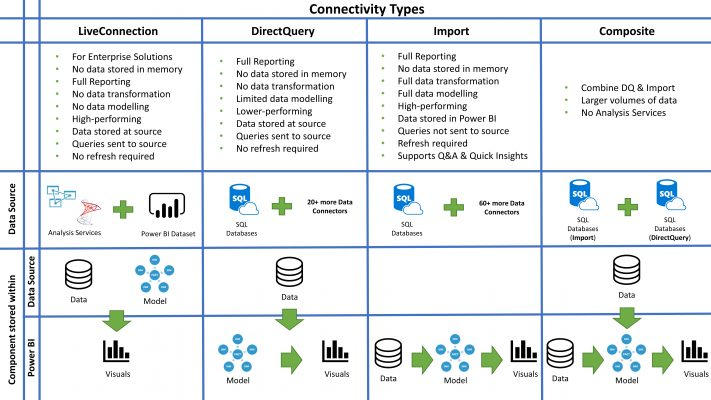 Connectivity Types
LiveConnection
DirectQuery
Import
Composite
• For Enterprise Solutions
• No data stored in memory
• Full Reporting
• No data transformation
• No data modelling
• High-performing
• Data stored at source
• Queries sent to source
• No refresh required
• Full Reporting
• No data stored in memory
• No data transformation
• Limited data modelling
• Lower-performing
• Data stored at source
• Queries sent to source
• No refresh required
• Full Reporting
• No data stored in memory
• Full data transformation
• Full data modelling
• High-performing
• Data stored in Power BI
• Queries not sent to source
• Refresh required
• Supports Q&A & Quick Insights
• Combine DQ & Import
• Larger volumes of data
• No Analysis Services
Data Source
Analysis Services
Power BI Dataset
SQL
SQL
Databases
20+ more Data
Connectors
SQL
SQL
Databases
60+ more Data
Connectors
SQL
SQL
Databases
(Import)
SQL
SQL
Databases
(DirectQuery)
Component stored within
Data Source
Data
Model
Data
Data
Power BI
Visuals
Model
Visuals
Data
Model
Visuals
Data
Model
Visuals